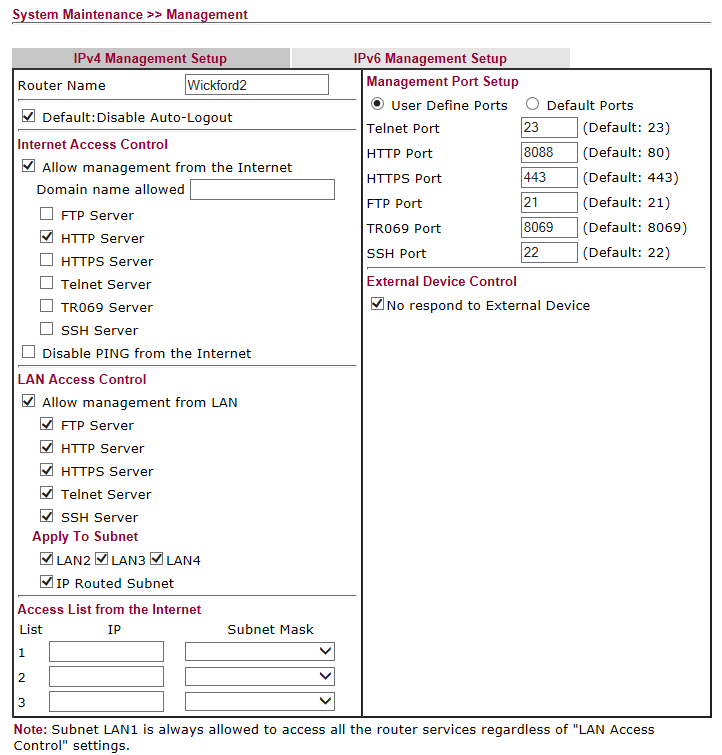 System Maintenance >> Management
IPv4 Management Setup
IPv6 Management Setup
Router Name Wickford2
Default:Disable Auto-Logout
Internet Access Control
Allow management from the Internet
Domain name allowed
FTP Server
HTTP Server
HTTPS Server
Telnet Server
TR069 Server
SSH Server
Disable PING from the Internet
LAN Access Control
Allow management from LAN
FTP Server
HTTP Server
HTTPS Server
Telnet Server
SSH Server
Apply To Subnet
LAN2 LAN3 LAN4
IP Routed Subnet
Access List from the Internet
List IP Subnet Mask
1
2
3
Management Port Setup
User Define Ports Default Ports
Telnet Port 23 (Default: 23)
HTTP Port 8088 (Default: 80)
HTTPS Port 443 (Default: 443)
FTP Port 21 (Default: 21)
TR069 Port 8069 (Default: 8069)
SSH Port 22 (Default: 22)
External Device Control
No respond to External Device
Note: Subnet LAN1 is always allowed to access all the router services regardless of "LAN Access
Control" settings.